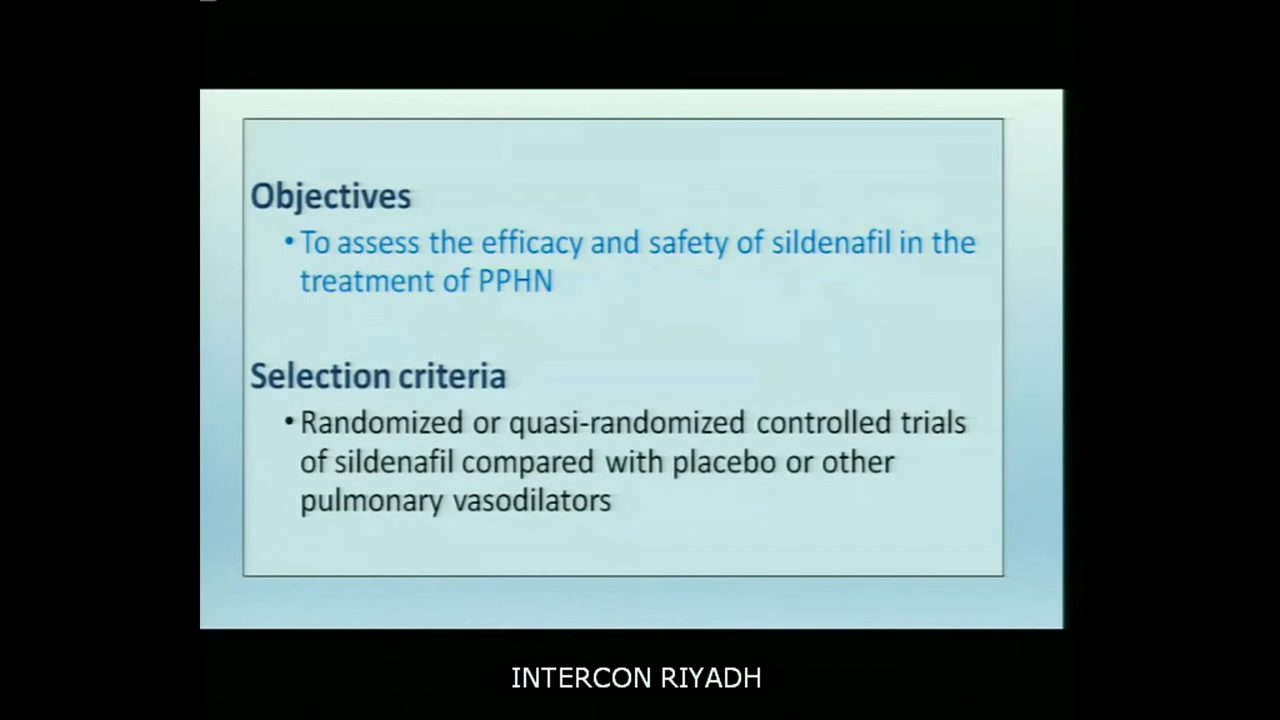 Objectives
• To assess the efficacy and safety of sildenafil in the
treatment of PPHN
Selection criteria
• Randomized or quasi-randomized controlled trials
of sildenafil compared with placebo or other
pulmonary vasodilators
INTERCON RIYADH